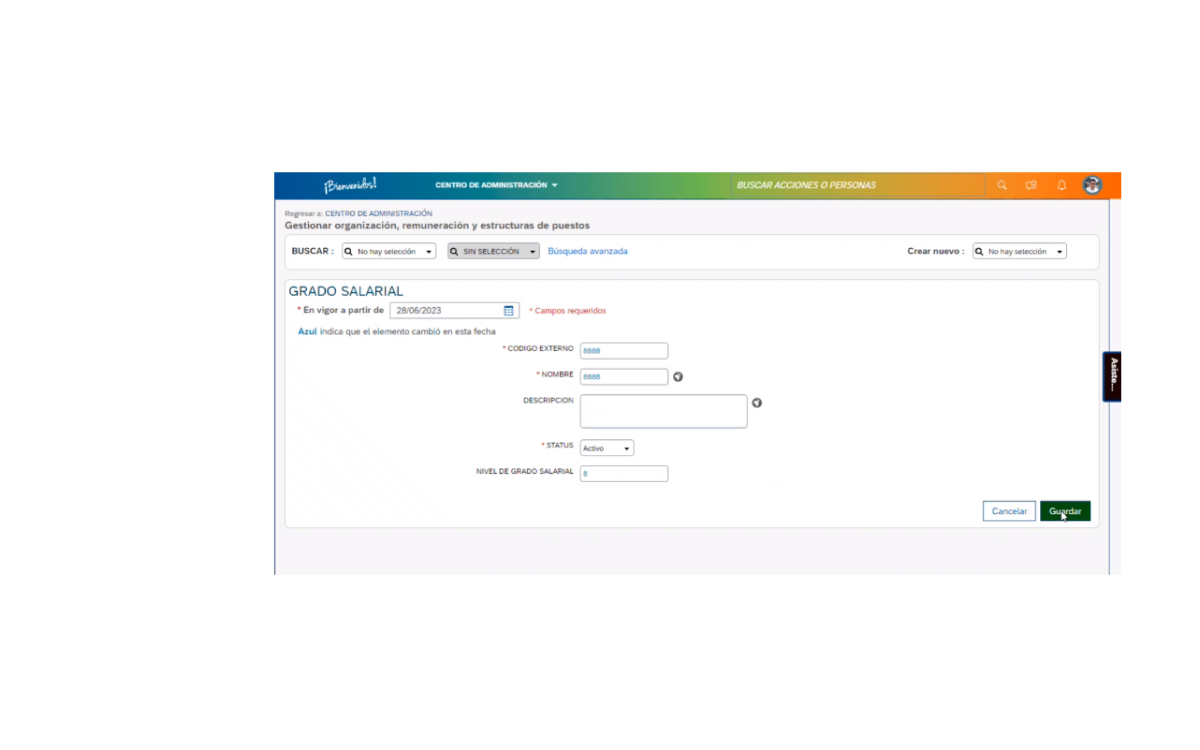 ¡Bienvenidos!
CENTRO DE ADMINISTRACIÓN
BUSCAR ACCIONES O PERSONAS
Regresar a: CENTRO DE ADMINISTRACIÓN
Gestionar organización, remuneración y estructuras de puestos
BUSCAR : No hay selección SIN SELECCIÓN Búsqueda avanzada Crear nuevo : No hay selección
GRADO SALARIAL
* En vigor a partir de 28/06/2023 * Campos requeridos
Azul indica que el elemento cambió en esta fecha
* CODIGO EXTERNO 8888
* NOMBRE 8888
DESCRIPCION
* STATUS Activo
NIVEL DE GRADO SALARIAL 8
Cancelar Guardar
Asiste...